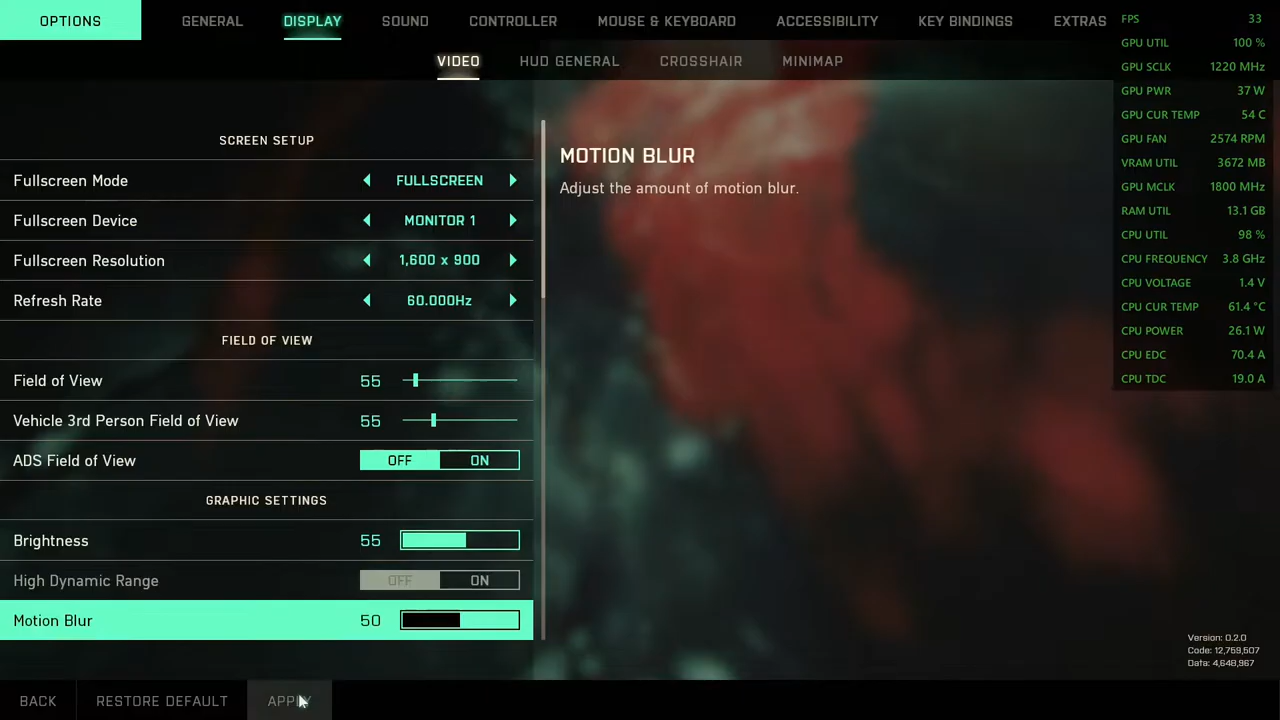 OPTIONS GENERAL DISPLAY SOUND CONTROLLER MOUSE & KEYBOARD ACCESSIBILITY KEY BINDINGS EXTRAS
VIDEO HUD GENERAL CROSSHAIR MINIMAP
SCREEN SETUP
Fullscreen Mode FULLSCREEN
Fullscreen Device MONITOR 1
Fullscreen Resolution 1,600 x 900
Refresh Rate 60.000Hz
FIELD OF VIEW
Field of View 55
Vehicle 3rd Person Field of View 55
ADS Field of View OFF ON
GRAPHIC SETTINGS
Brightness 55
High Dynamic Range OFF ON
Motion Blur 50
MOTION BLUR
Adjust the amount of motion blur.
FPS 33
GPU UTIL 100 %
GPU SCLK 1220 MHz
GPU PWR 37 W
GPU CUR TEMP 54 C
GPU FAN 2574 RPM
VRAM UTIL 3672 MB
GPU MCLK 1800 MHz
RAM UTIL 13.1 GB
CPU UTIL 98 %
CPU FREQUENCY 3.8 GHz
CPU VOLTAGE 1.4 V
CPU CUR TEMP 61.4 °C
CPU POWER 26.1 W
CPU EDC 70.4 A
CPU TDC 19.0 A
Version: 0.2.0
Code: 12,759,507
Data: 4,648,967
BACK RESTORE DEFAULT APPLY